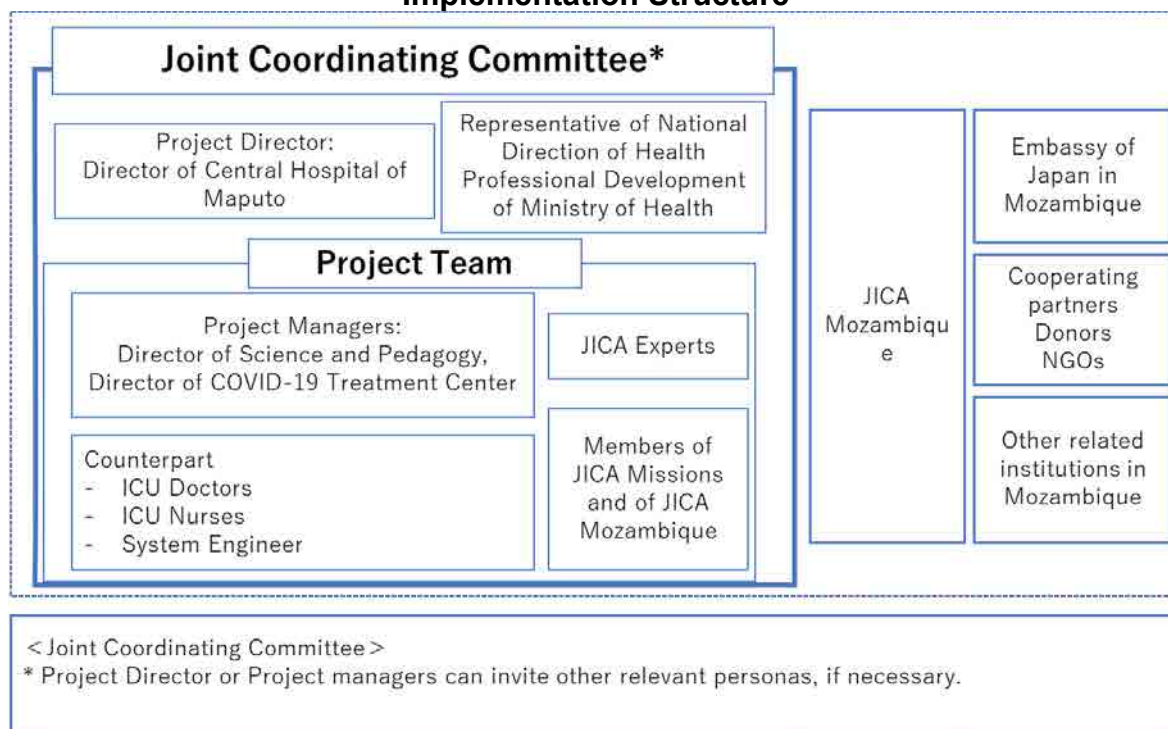 Implementation Structure
Joint Coordinating Committee*
Project Director:
Director of Central Hospital of
Maputo
Representative of National
Direction of Health
Professional Development
of Ministry of Health
Project Team
Project Managers:
Director of Science and Pedagogy,
Director of COVID-19 Treatment Center
JICA Experts
Counterpart
- ICU Doctors
- ICU Nurses
- System Engineer
Members of
JICA Missions
and of JICA
Mozambique
JICA
Mozambiqu
e
Embassy of
Japan in
Mozambique
Cooperating
partners
Donors
NGOs
Other related
institutions in
Mozambique
<Joint Coordinating Committee>
* Project Director or Project managers can invite other relevant personas, if necessary.